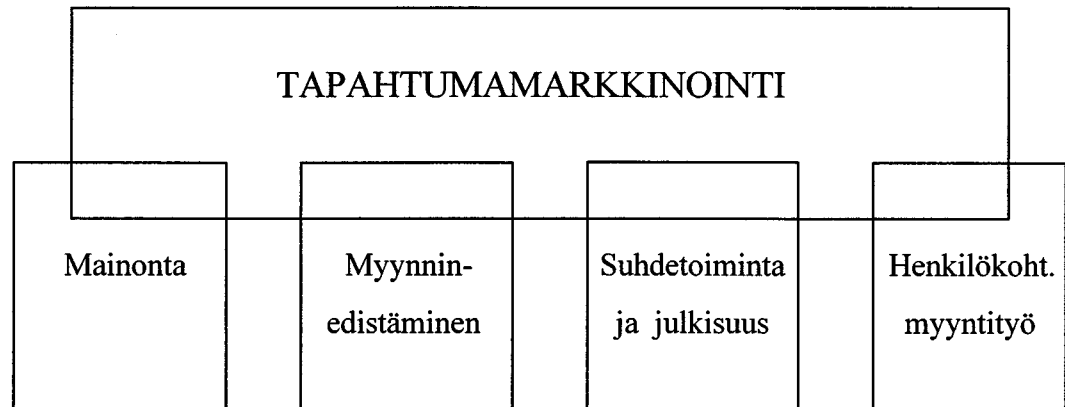 TAPAHTUMAMARKKINOINTI
Mainonta
Myynnin-
edistäminen
Suhdetoiminta
ja julkisuus
Henkilökoht.
myyntityö